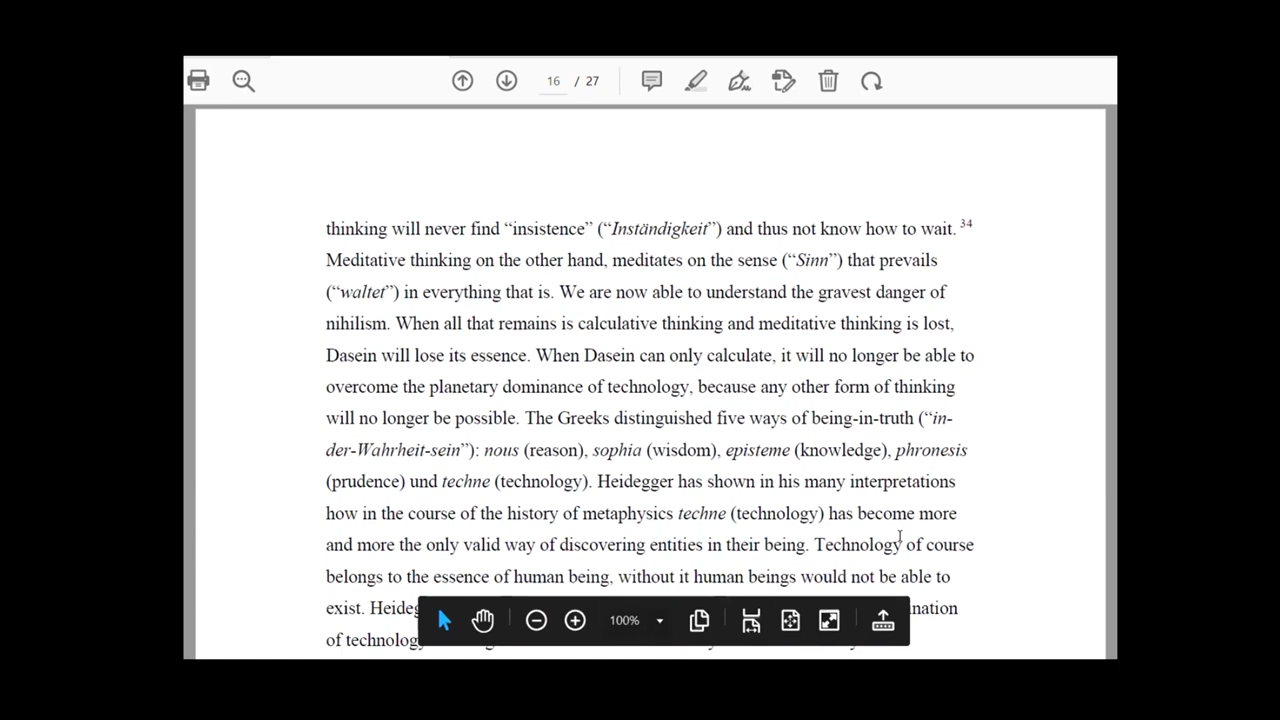 16 / 27
thinking will never find “insistence” (“Inständigkeit”) and thus not know how to wait. 34
Meditative thinking on the other hand, meditates on the sense (“Sinn”) that prevails
(“waltet”) in everything that is. We are now able to understand the gravest danger of
nihilism. When all that remains is calculative thinking and meditative thinking is lost,
Dasein will lose its essence. When Dasein can only calculate, it will no longer be able to
overcome the planetary dominance of technology, because any other form of thinking
will no longer be possible. The Greeks distinguished five ways of being-in-truth (“in-
der-Wahrheit-sein”): nous (reason), sophia (wisdom), episteme (knowledge), phronesis
(prudence) und techne (technology). Heidegger has shown in his many interpretations
how in the course of the history of metaphysics techne (technology) has become more
and more the only valid way of discovering entities in their being. Technology of course
belongs to the essence of human being, without it human beings would not be able to
exist.
of technology
100%